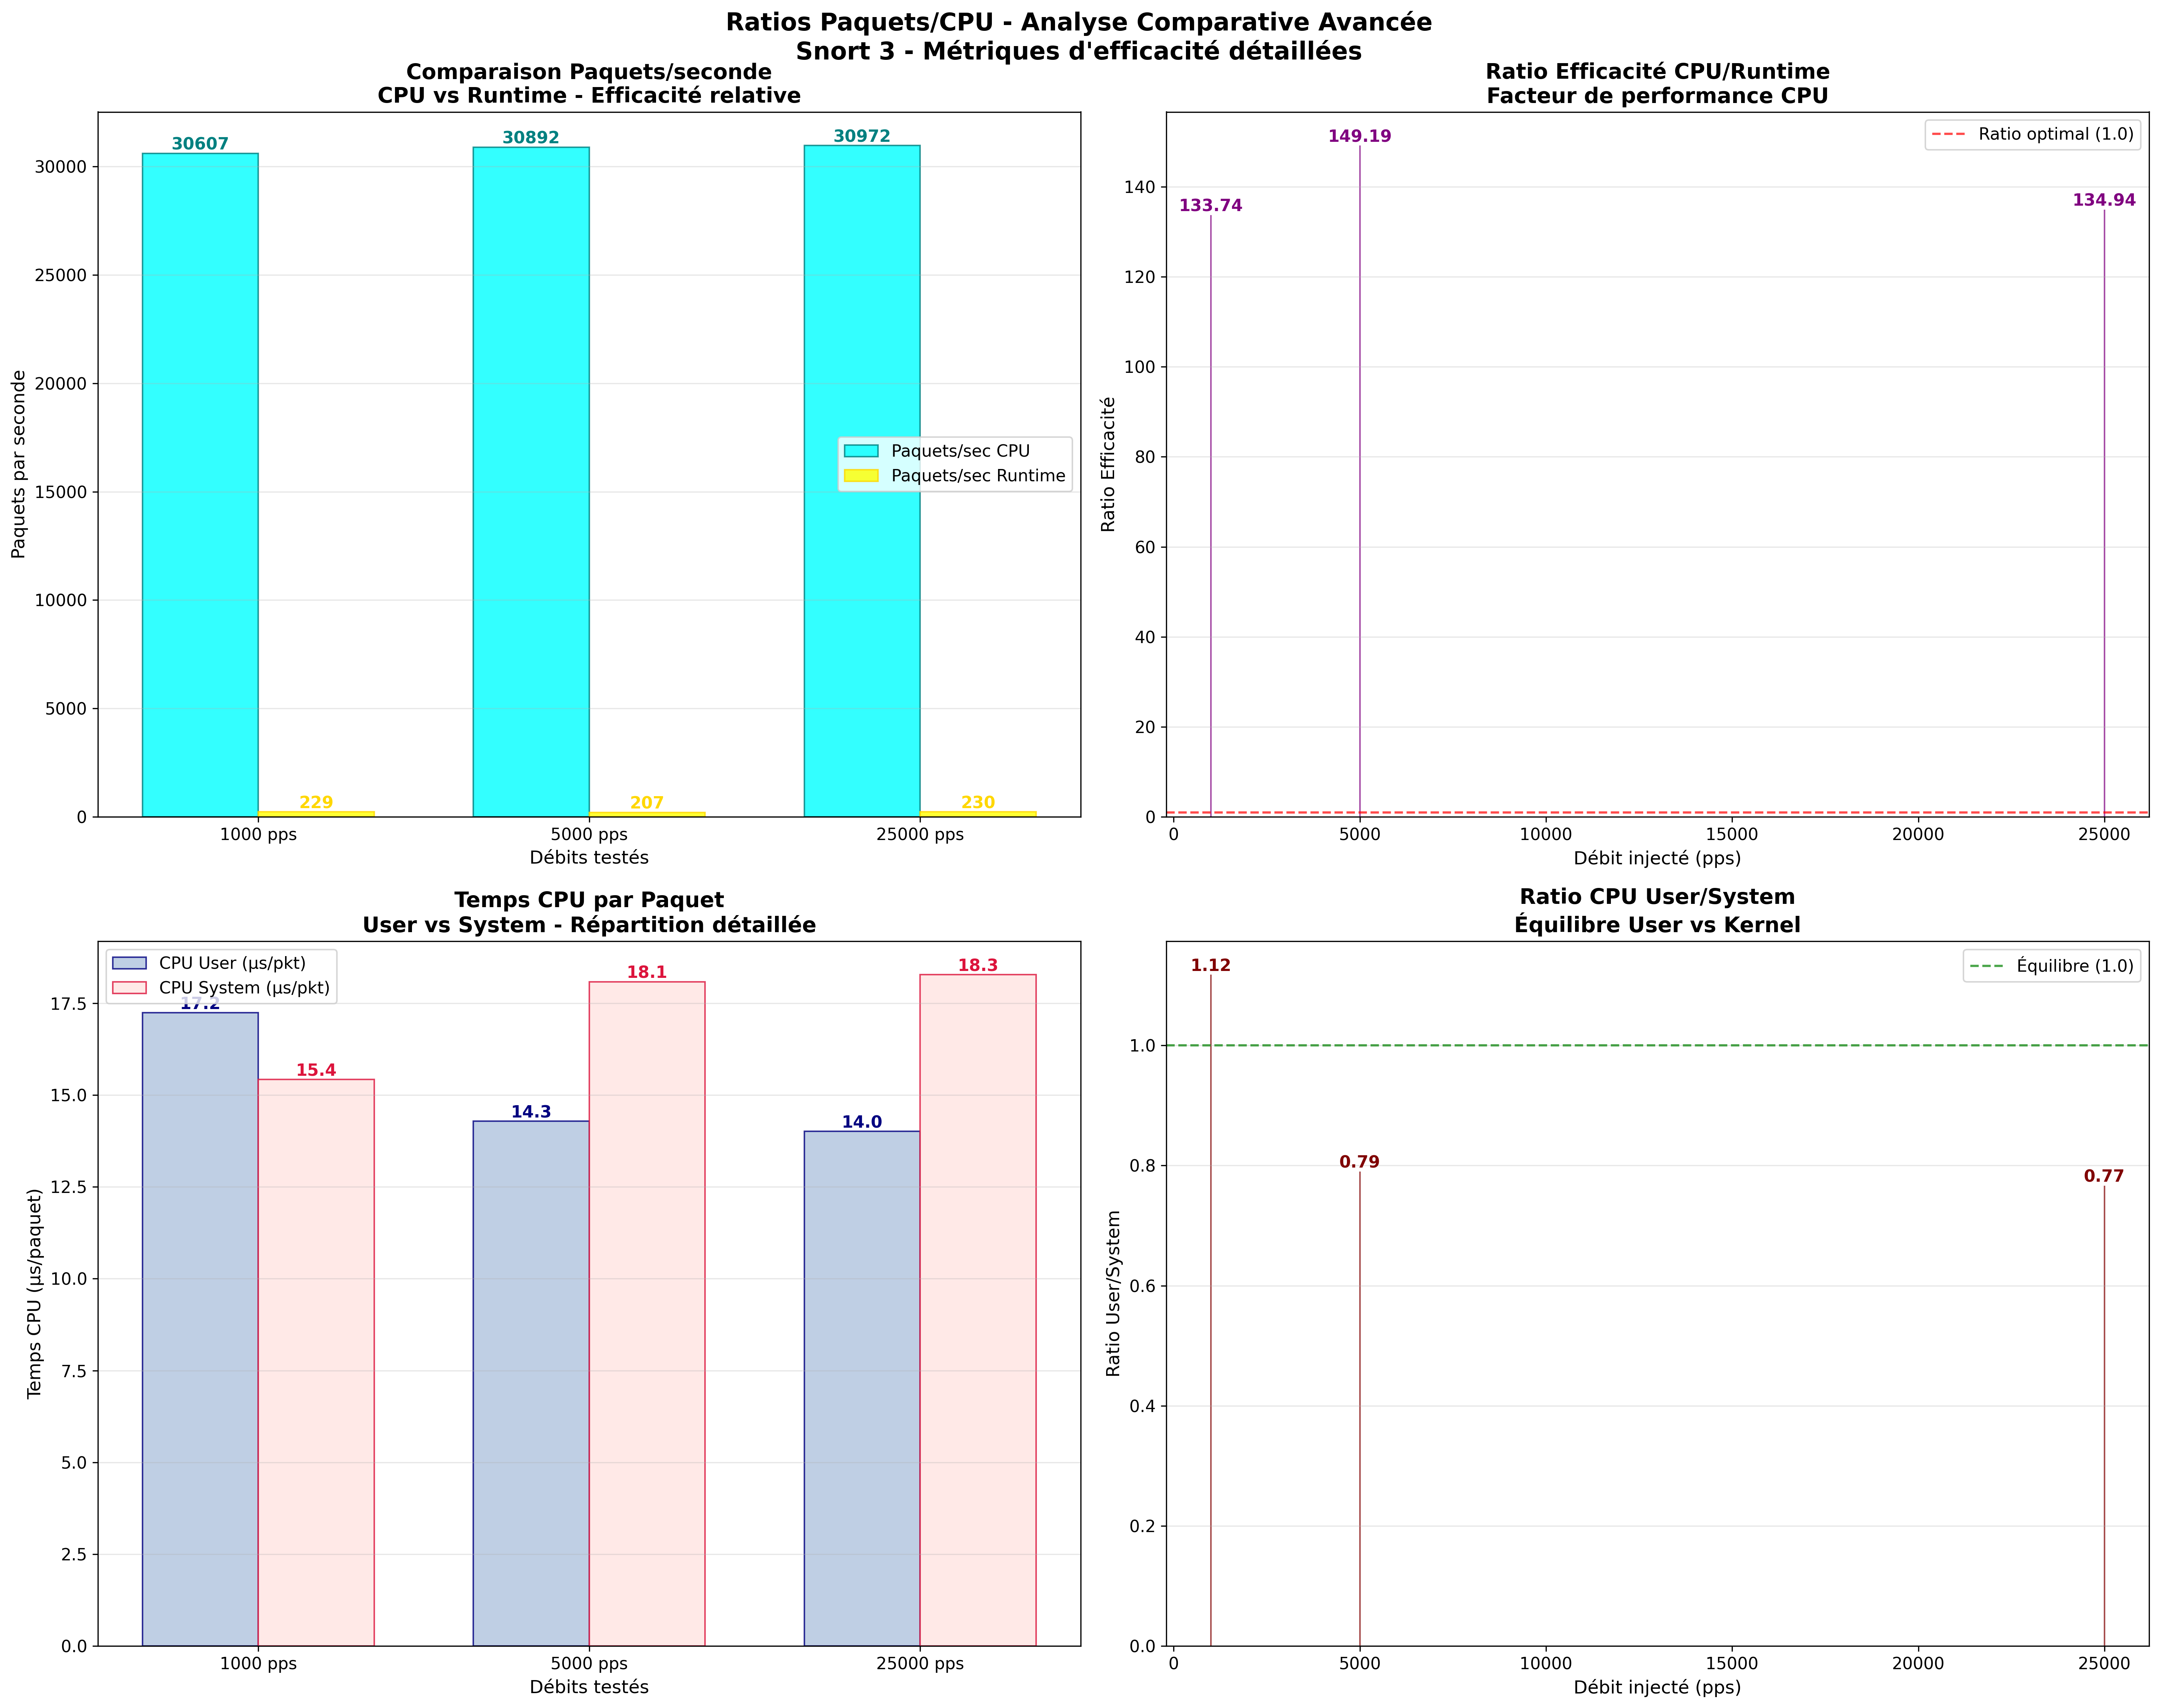 Ratios Paquets/CPU - Analyse Comparative Avancée
Snort 3 - Métriques d'efficacité détaillées
Comparaison Paquets/seconde
CPU vs Runtime - Efficacité relative
Paquets par seconde
30000
25000
20000
15000
10000
5000
0
30607
30892
30972
229
207
230
Paquets/sec CPU
Paquets/sec Runtime
1000 pps
5000 pps
25000 pps
Débits testés
Ratio Efficacité CPU/Runtime
Facteur de performance CPU
Ratio Efficacité
140
120
100
80
60
40
20
0
133.74
149.19
134.94
Ratio optimal (1.0)
0
5000
10000
15000
20000
25000
Débit injecté (pps)
Temps CPU par Paquet
User vs System - Répartition détaillée
Temps CPU (µs/paquet)
17.5
15.0
12.5
10.0
7.5
5.0
2.5
0.0
CPU User (µs/pkt)
CPU System (µs/pkt)
17.2
15.4
14.3
18.1
14.0
18.3
1000 pps
5000 pps
25000 pps
Débits testés
Ratio CPU User/System
Équilibre User vs Kernel
Ratio User/System
1.0
0.8
0.6
0.4
0.2
0.0
1.12
0.79
0.77
Équilibre (1.0)
0
5000
10000
15000
20000
25000
Débit injecté (pps)